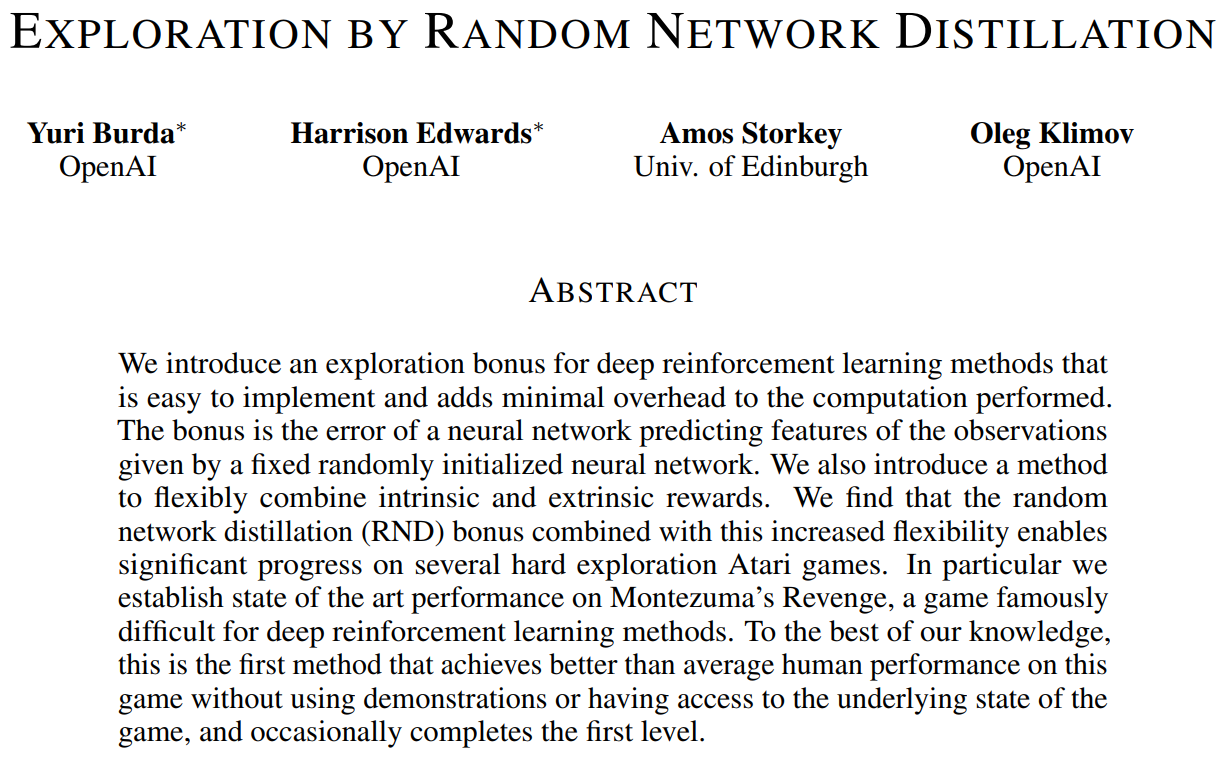 EXPLORATION BY RANDOM NETWORK DISTILLATION
Yuri Burda* Harrison Edwards* Amos Storkey Oleg Klimov
OpenAI OpenAI Univ. of Edinburgh OpenAI
ABSTRACT
We introduce an exploration bonus for deep reinforcement learning methods that
is easy to implement and adds minimal overhead to the computation performed.
The bonus is the error of a neural network predicting features of the observations
given by a fixed randomly initialized neural network. We also introduce a method
to flexibly combine intrinsic and extrinsic rewards. We find that the random
network distillation (RND) bonus combined with this increased flexibility enables
significant progress on several hard exploration Atari games. In particular we
establish state of the art performance on Montezuma's Revenge, a game famously
difficult for deep reinforcement learning methods. To the best of our knowledge,
this is the first method that achieves better than average human performance on this
game without using demonstrations or having access to the underlying state of the
game, and occasionally completes the first level.